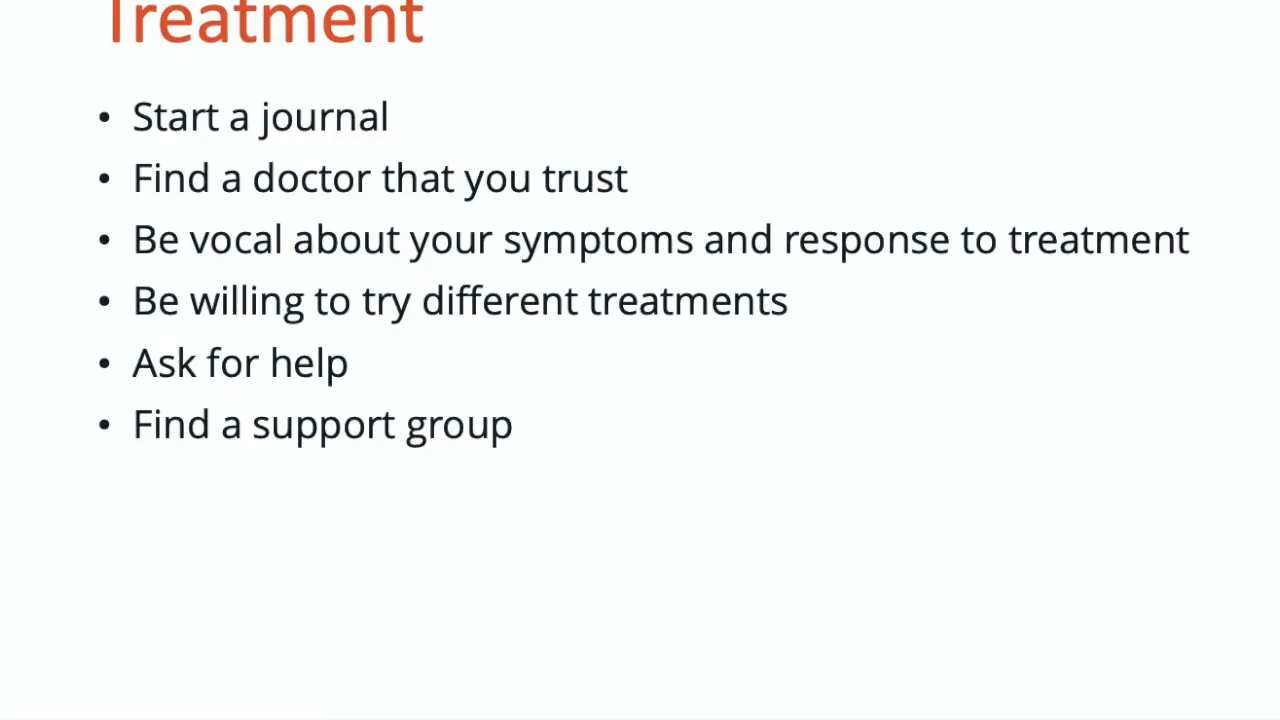 Treatment
• Start a journal
• Find a doctor that you trust
• Be vocal about your symptoms and response to treatment
• Be willing to try different treatments
• Ask for help
• Find a support group